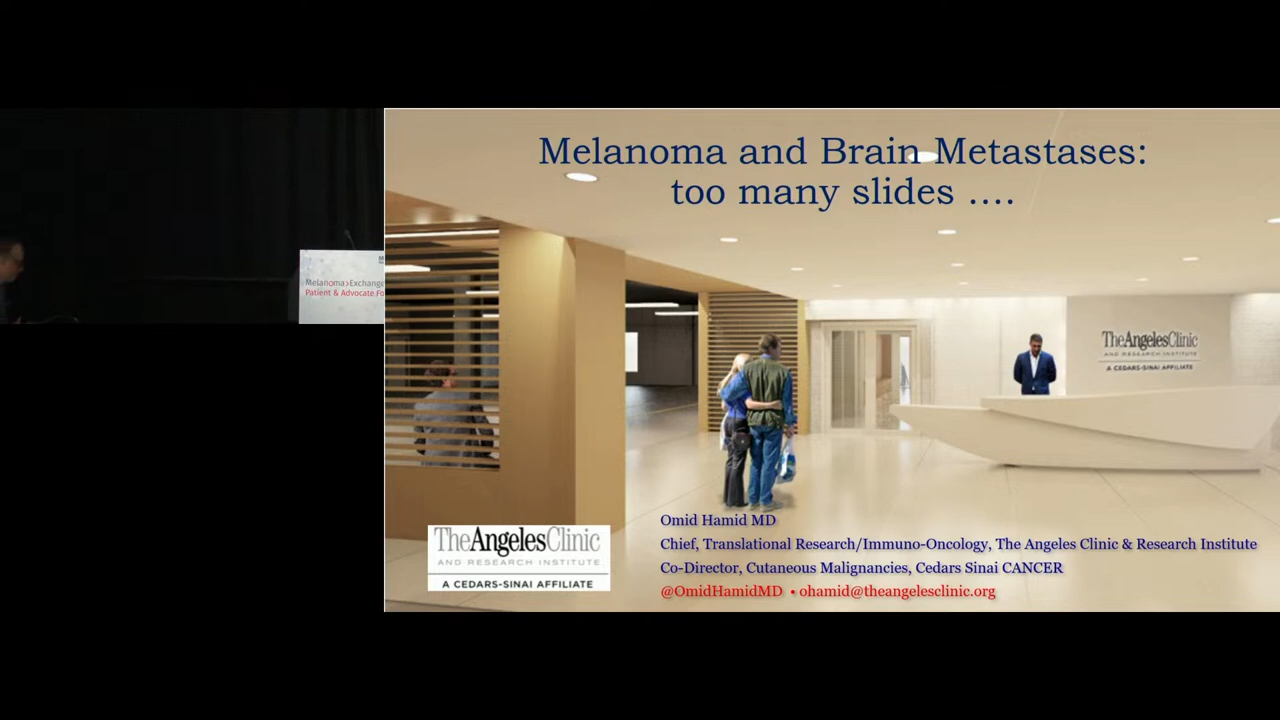 Melanoma and Brain Metastases:
too many slides ....
Melanoma>Exchange
Patient & Advocate Fo
TheAngelesClinic
AND RESEARCH INSTITUTE
A CEDARS-SINAI AFFILIATE
TheAngelesClinic
AND RESEARCH INSTITUTE
A CEDARS-SINAI AFFILIATE
Omid Hamid MD
Chief, Translational Research/Immuno-Oncology, The Angeles Clinic & Research Institute
Co-Director, Cutaneous Malignancies, Cedars Sinai CANCER
@OmidHamidMD • ohamid@theangelesclinic.org